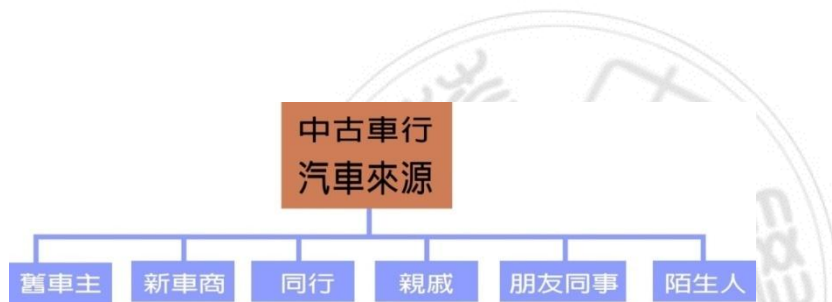 中古車行
汽車來源
舊車主
新車商
同行
親戚
朋友同事
陌生人